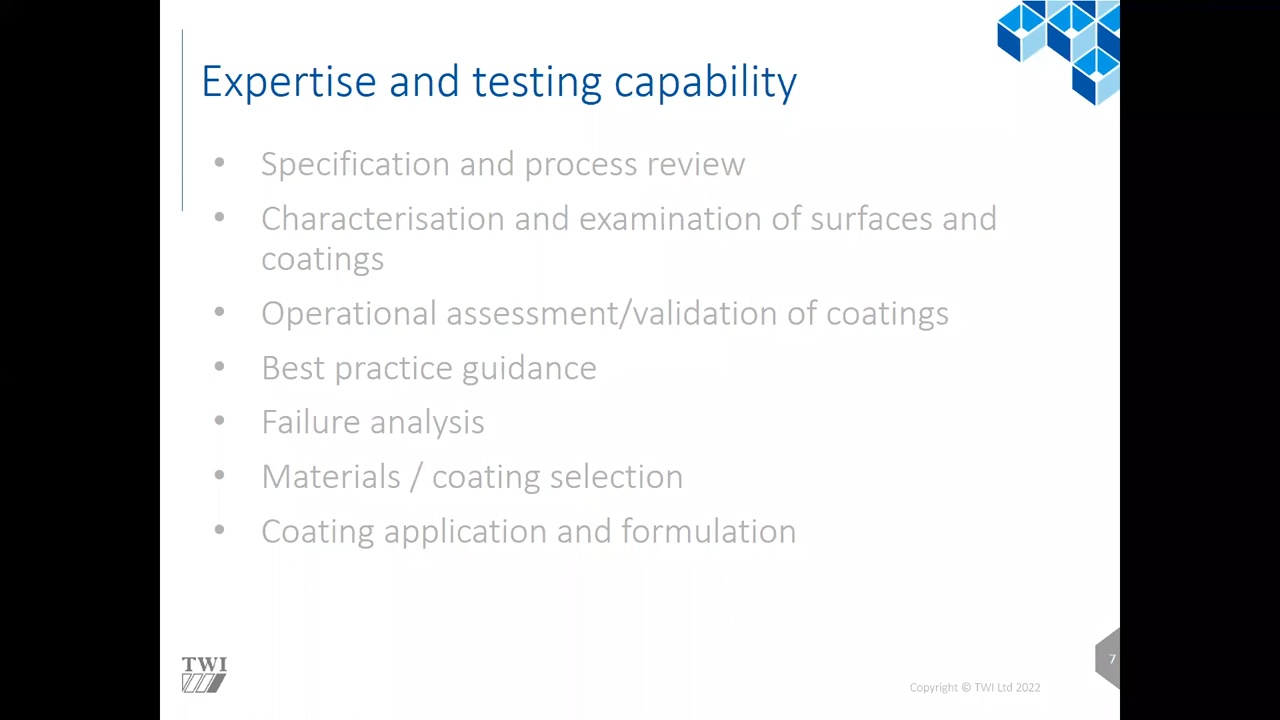 Expertise and testing capability
• Specification and process review
• Characterisation and examination of surfaces and
coatings
• Operational assessment/validation of coatings
• Best practice guidance
• Failure analysis
• Materials / coating selection
• Coating application and formulation
TWI
Copyright © TWI Ltd 2022
7